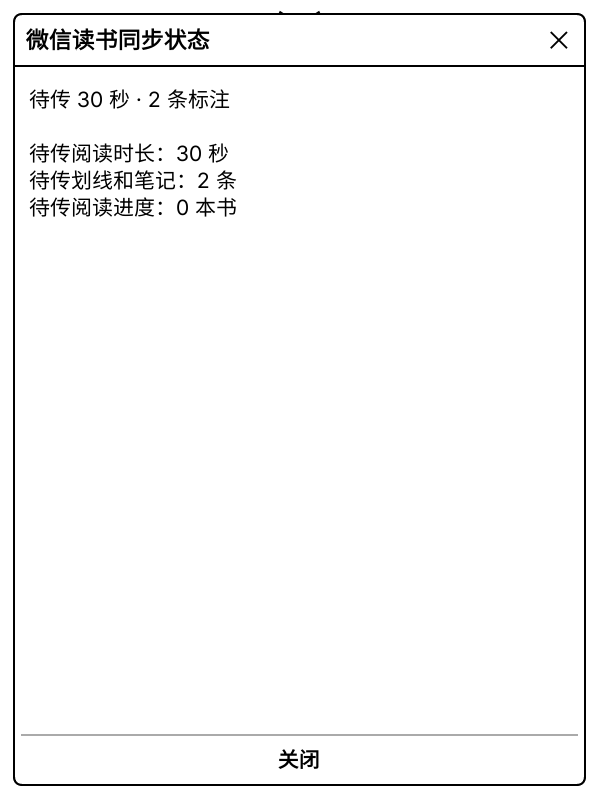 微信读书同步状态
待传 30 秒 · 2 条标注
待传阅读时长：30 秒
待传划线和笔记：2 条
待传阅读进度：0 本书
关闭